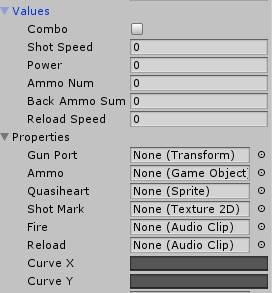 Values
Combo
Shot Speed 0
Power 0
Ammo Num 0
Back Ammo Sum 0
Reload Speed 0
Properties
Gun Port None (Transform)
Ammo None (Game Object
Quasiheart None (Sprite)
Shot Mark None (Texture 2D)
Fire None (Audio Clip)
Reload None (Audio Clip)
Curve X
Curve Y